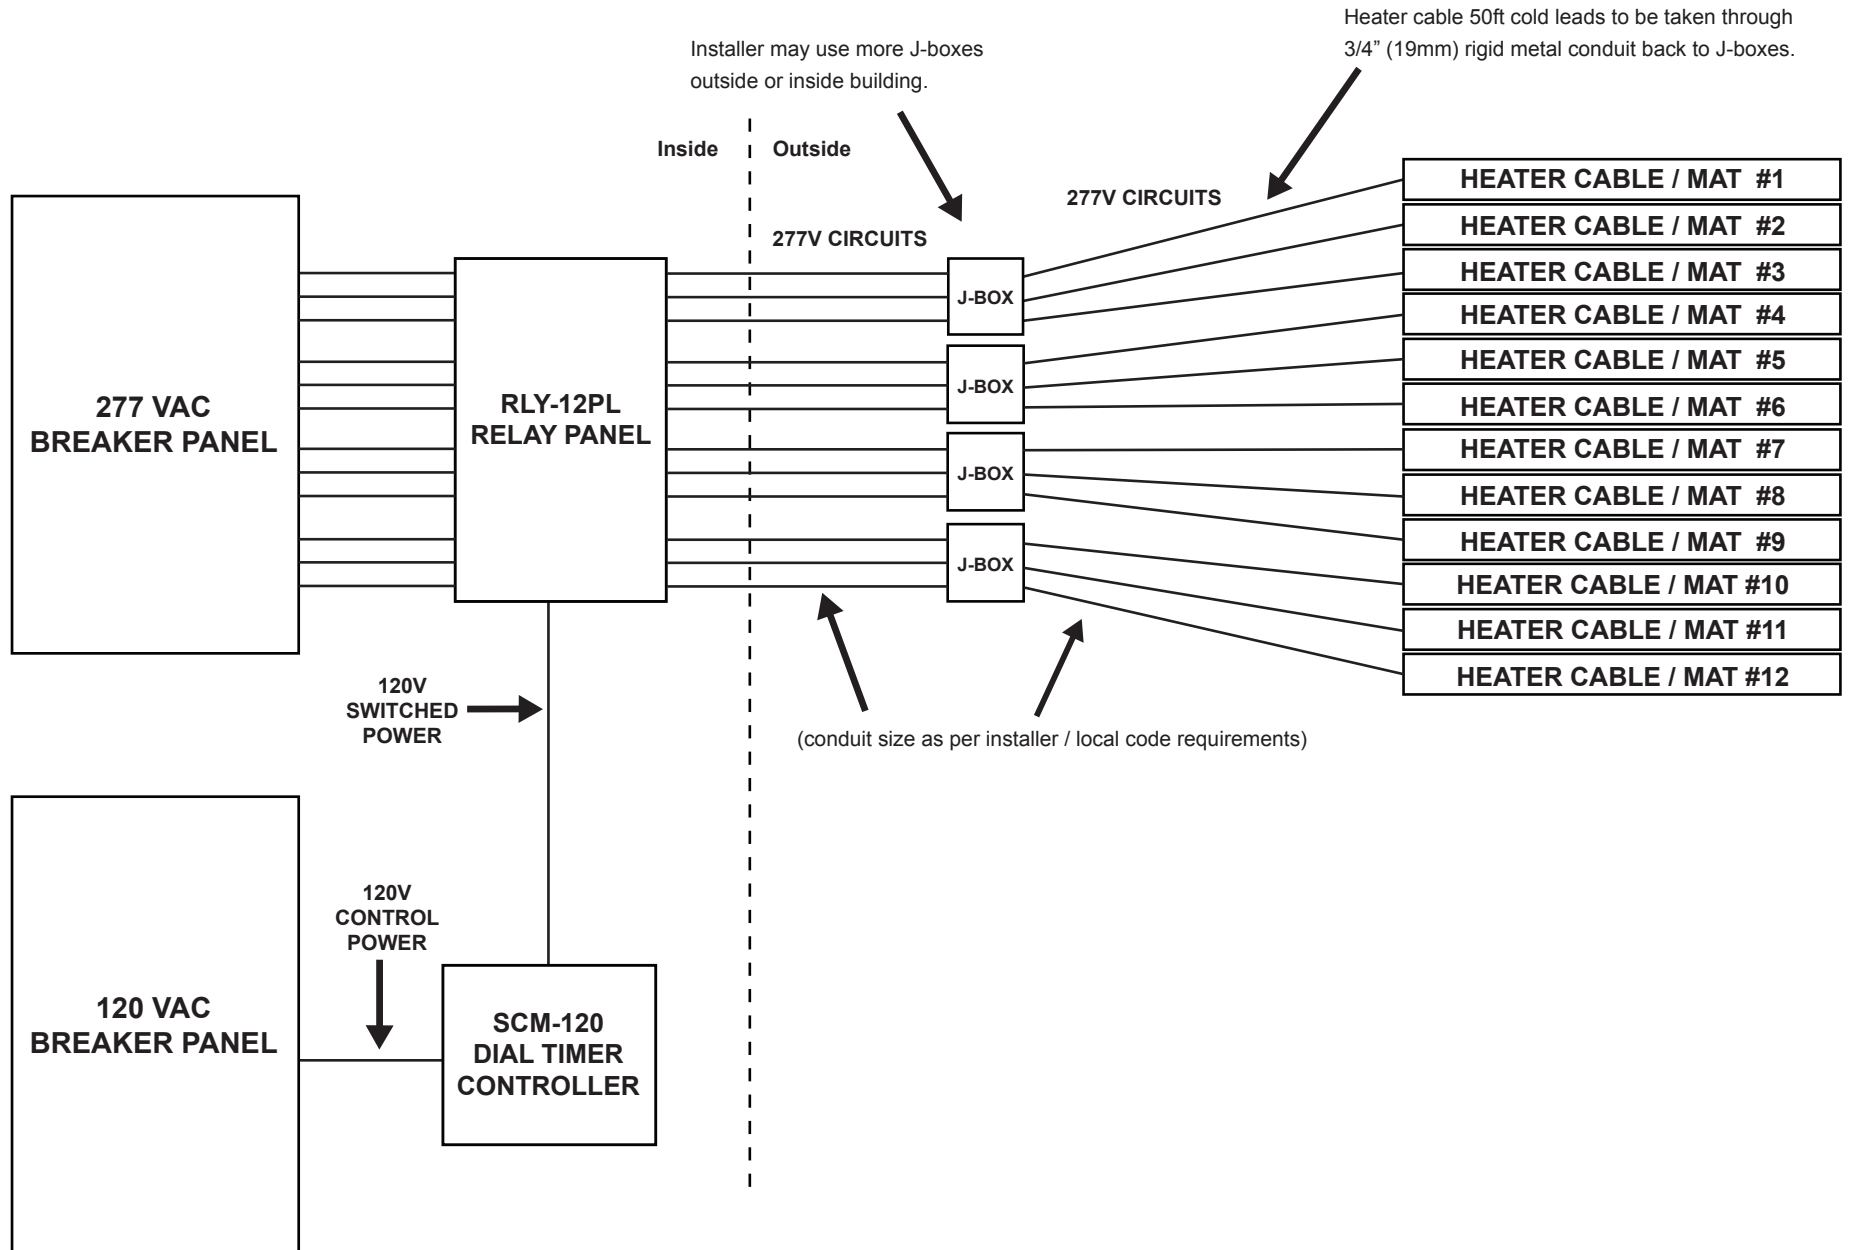 Heater cable 50ft cold leads to be taken through
3/4” (19mm) rigid metal conduit back to J-boxes.
Installer may use more J-boxes
outside or inside building.
Inside
Outside
277V CIRCUITS
277V CIRCUITS
277 VAC
BREAKER PANEL
RLY-12PL
RELAY PANEL
J-BOX
J-BOX
J-BOX
J-BOX
HEATER CABLE / MAT #1
HEATER CABLE / MAT #2
HEATER CABLE / MAT #3
HEATER CABLE / MAT #4
HEATER CABLE / MAT #5
HEATER CABLE / MAT #6
HEATER CABLE / MAT #7
HEATER CABLE / MAT #8
HEATER CABLE / MAT #9
HEATER CABLE / MAT #10
HEATER CABLE / MAT #11
HEATER CABLE / MAT #12
120V
SWITCHED
POWER
(conduit size as per installer / local code requirements)
120V
CONTROL
POWER
120 VAC
BREAKER PANEL
SCM-120
DIAL TIMER
CONTROLLER